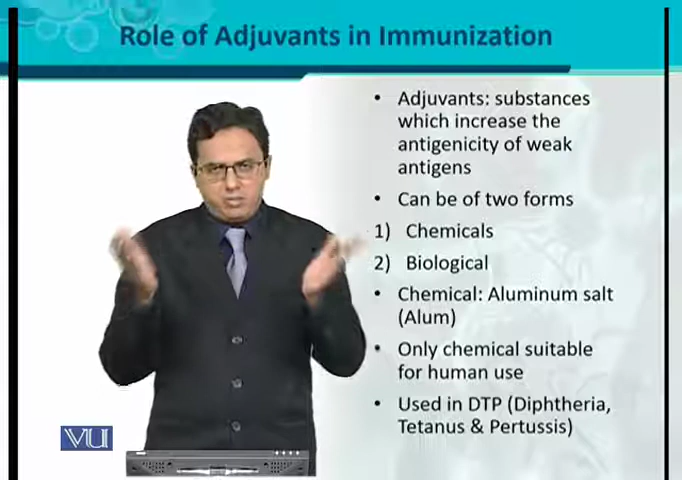 Role of Adjuvants in Immunization
• Adjuvants: substances
which increase the
antigenicity of weak
antigens
• Can be of two forms
1) Chemicals
2) Biological
• Chemical: Aluminum salt
(Alum)
• Only chemical suitable
for human use
• Used in DTP (Diphtheria,
Tetanus & Pertussis)
VU